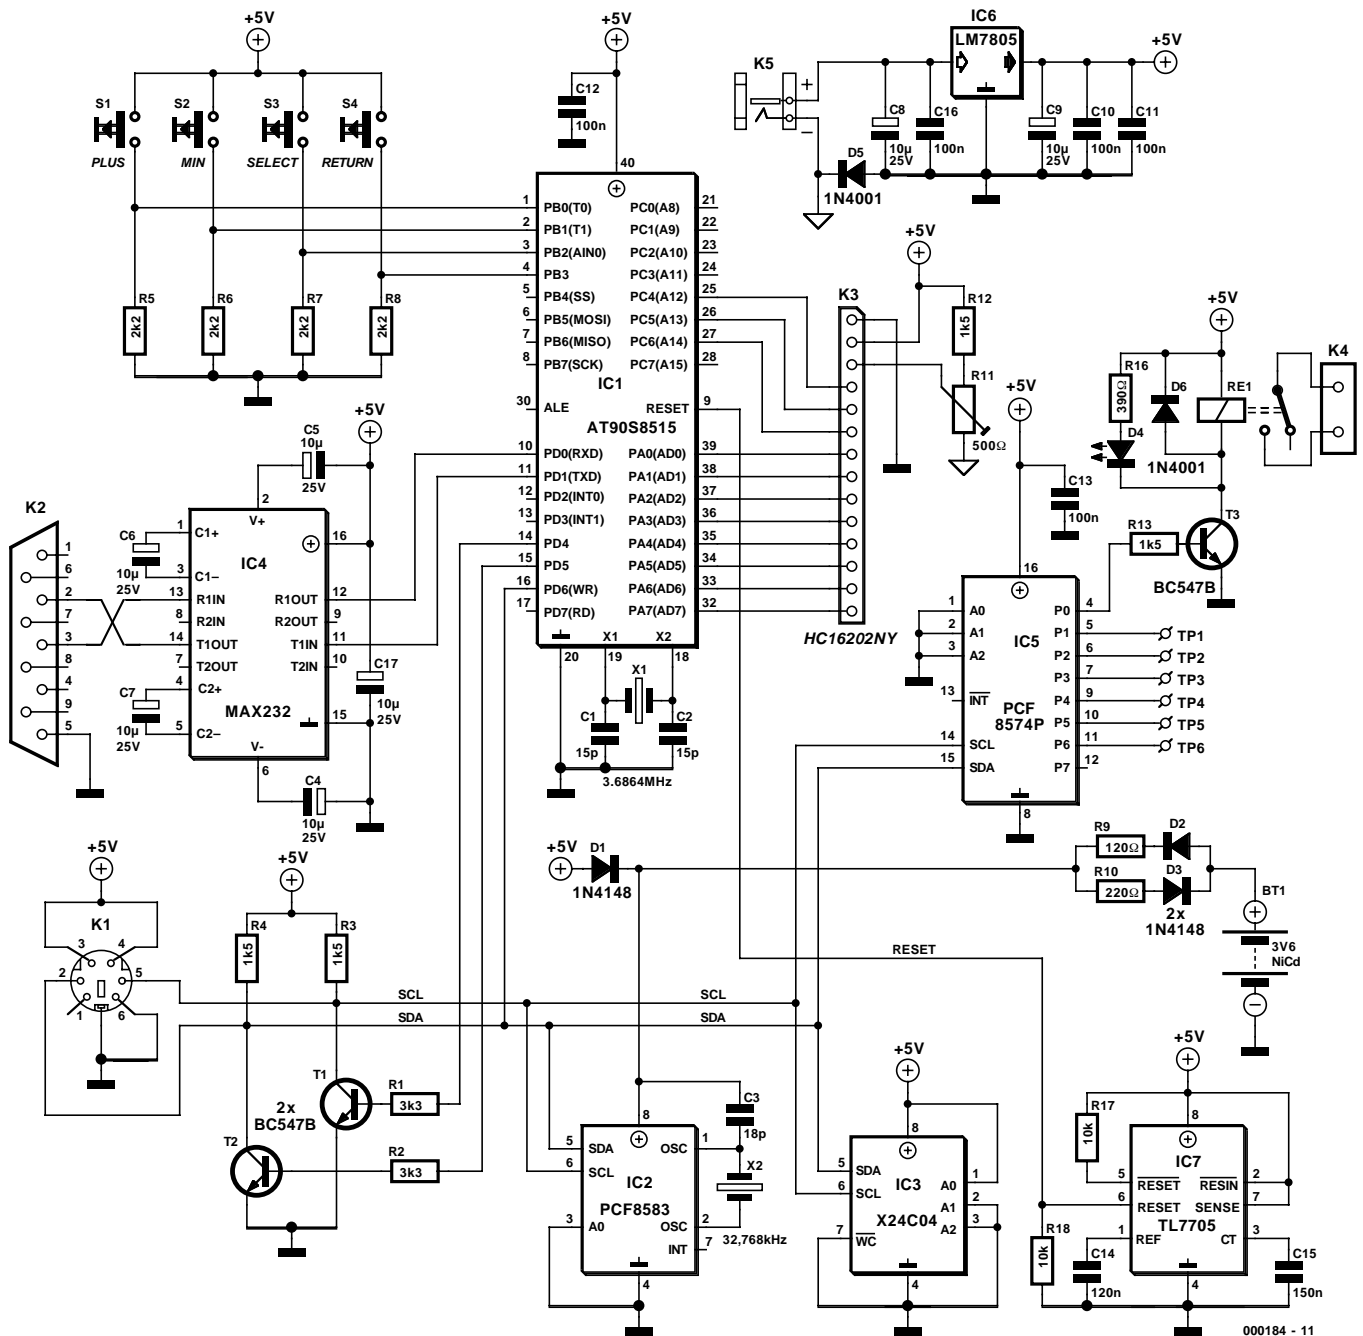 +5V
+5V
IC6
LM7805
+5V
K5
+
−
C12
100n
C8
10µ
25V
C16
100n
C9
10µ
25V
C10
100n
C11
100n
D5
1N4001
S1
PLUS
S2
MIN
S3
SELECT
S4
RETURN
40
1 PB0(T0) PC0(A8) 21
2 PB1(T1) PC1(A9) 22
3 PB2(AIN0) PC2(A10) 23
4 PB3 PC3(A11) 24
5 PB4(SS) PC4(A12) 25
6 PB5(MOSI) PC5(A13) 26
7 PB6(MISO) PC6(A14) 27
8 PB7(SCK) PC7(A15) 28
IC1
30 ALE RESET 9
AT90S8515
10 PD0(RXD) PA0(AD0) 39
11 PD1(TXD) PA1(AD1) 38
12 PD2(INT0) PA2(AD2) 37
13 PD3(INT1) PA3(AD3) 36
14 PD4 PA4(AD4) 35
15 PD5 PA5(AD5) 34
16 PD6(WR) PA6(AD6) 33
17 PD7(RD) PA7(AD7) 32
X1 X2
20 19 18
X1
C1
15p
C2
15p
3.6864MHz
R5
2k2
R6
2k2
R7
2k2
R8
2k2
K3
HC16202NY
+5V
R12
1k5
R11
500Ω
+5V
R16
390Ω
D4
D6
1N4001
RE1
K4
T3
BC547B
R13
1k5
+5V
C13
100n
16
1 A0 P0 4
2 A1 P1 5 TP1
3 A2 P2 6 TP2
IC5
P3 7 TP3
13 INT P4 9 TP4
PCF
8574P
P5 10 TP5
14 SCL P6 11 TP6
15 SDA P7 12
8
+5V
C5
10µ
25V
2
V+
1 C1+
16
IC4
3 C1−
13 R1IN R1OUT 12
8 R2IN R2OUT 9
14 T1OUT T1IN 11
7 T2OUT T2IN 10
4 C2+
MAX232
15
5 C2−
V-
6
C6
10µ
25V
C7
10µ
25V
C17
10µ
25V
C4
10µ
25V
K2
1
6
2
7
3
8
4
9
5
+5V
K1
3 4
2 5
1 6
+5V
R4
1k5
R3
1k5
SCL
SDA
SCL
SDA
T1
2x
BC547B
T2
R1
3k3
R2
3k3
+5V
D1
1N4148
R9
120Ω
D2
R10
220Ω
D3
2x
1N4148
BT1
3V6
NiCd
RESET
8
5 SDA OSC 1
6 SCL
IC2
PCF8583
3 A0 OSC 2
INT 7
4
C3
18p
X2
32,768kHz
+5V
8
5 SDA A0 1
6 SCL
IC3
A1 2
X24C04
7 WC A2 3
4
+5V
R17
10k
8
IC7
5 RESET RESIN 2
6 RESET SENSE 7
TL7705
1 REF CT 3
4
R18
10k
C14
120n
C15
150n
000184 - 11